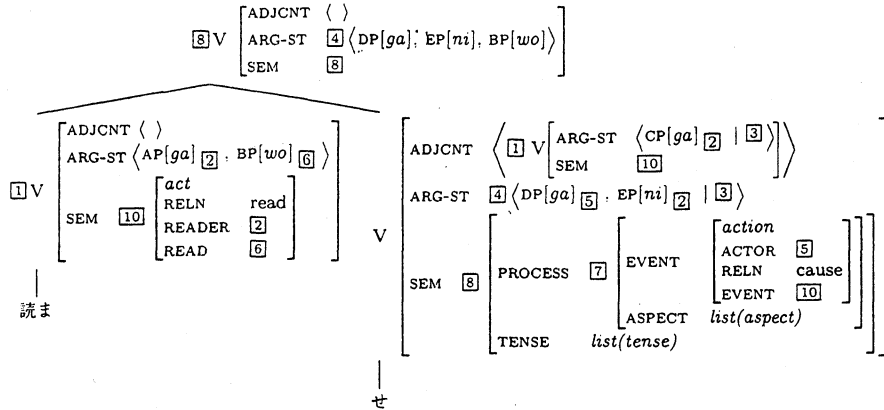 ADJCNT ⟨ ⟩
[8] V ARG-ST [4]⟨DP[ga], EP[ni], BP[wo]⟩
SEM [8]
ADJCNT ⟨ ⟩
ARG-ST ⟨AP[ga] [2], BP[wo] [6]⟩
[1] V
act
RELN read
SEM [10] READER [2]
READ [6]
読ま
ADJCNT ⟨[1] V [ARG-ST ⟨CP[ga] [2] | [3]⟩
SEM [10]]⟩
ARG-ST [4]⟨DP[ga] [5], EP[ni] [2] | [3]⟩
V
action
ACTOR [5]
SEM [8] PROCESS [7] EVENT RELN cause
EVENT [10]
ASPECT list(aspect)
TENSE list(tense)
せ